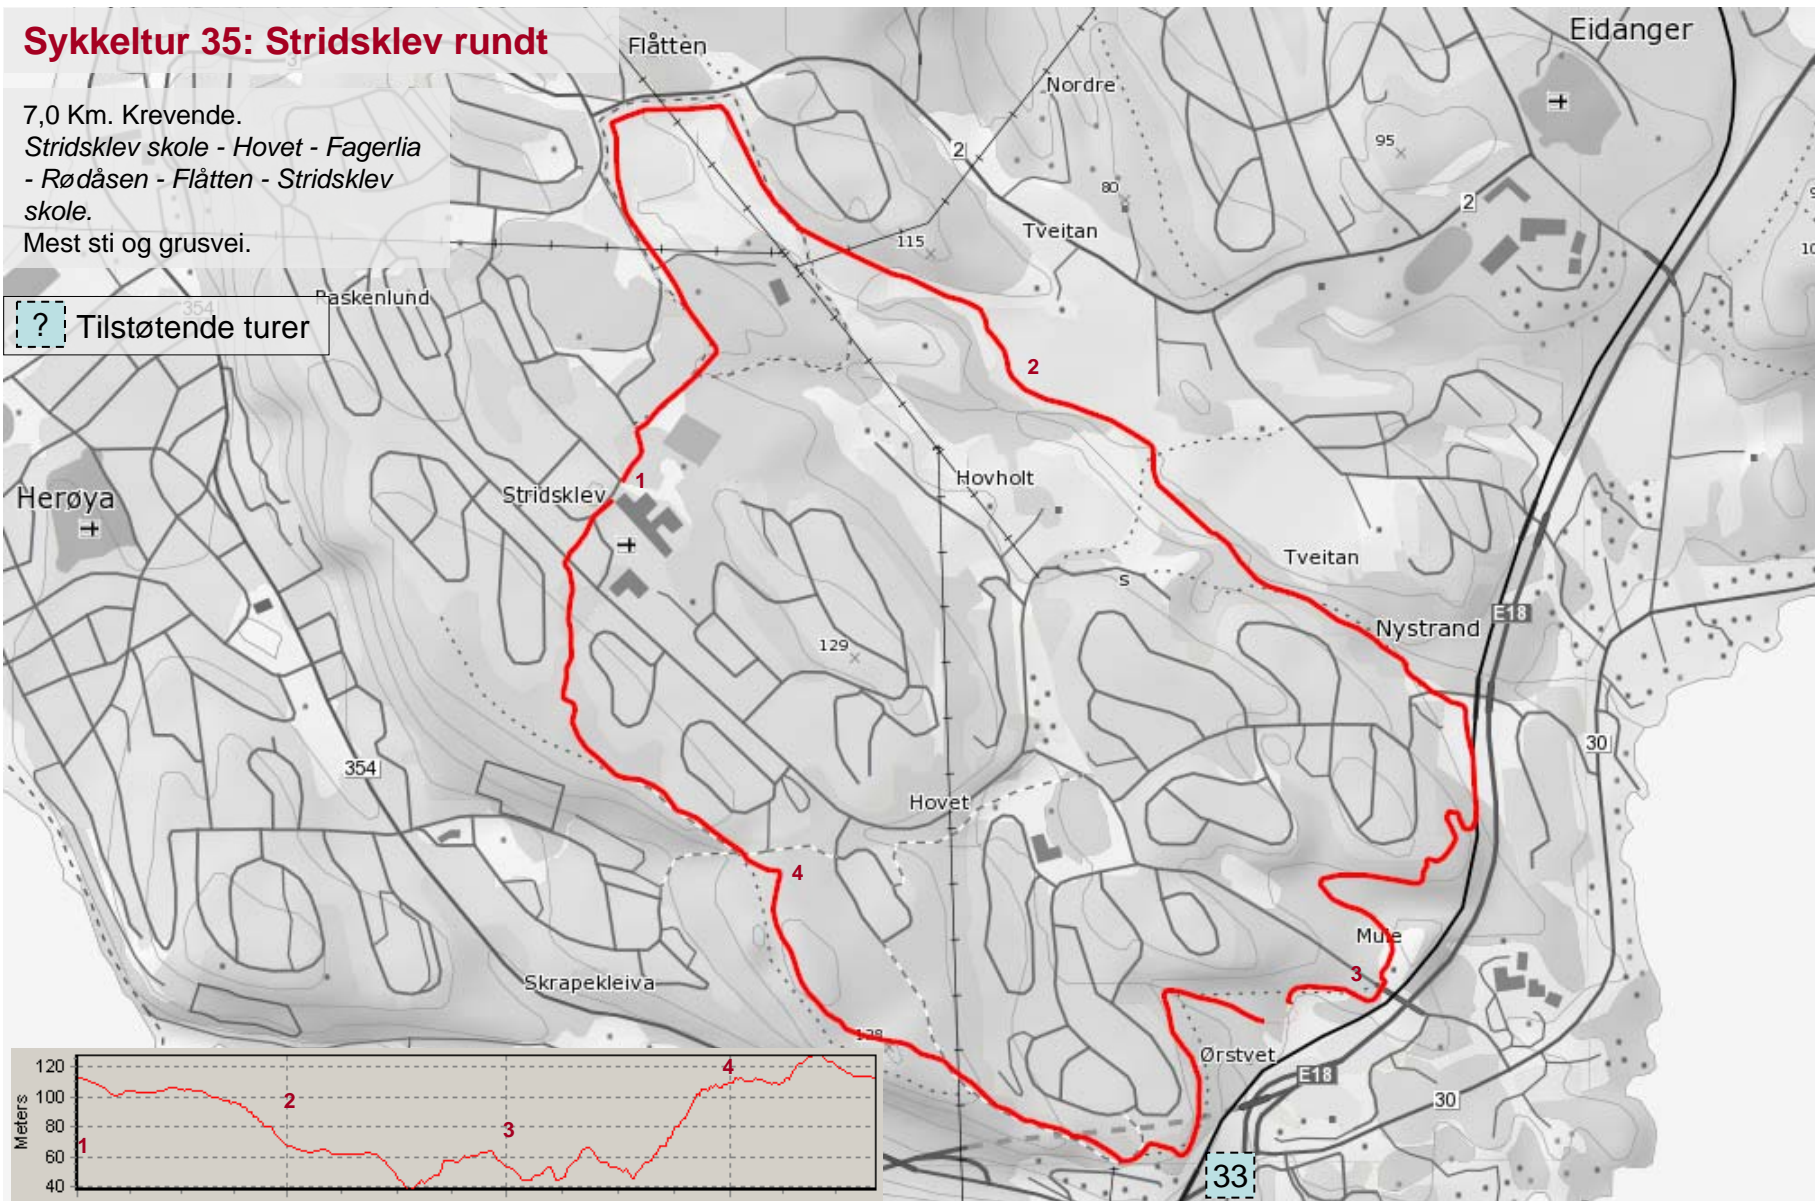 Sykkeltur 35: Stridsklev rundt
7,0 Km. Krevende.
Stridsklev skole - Hovet - Fagerlia
- Rødåsen - Flåtten - Stridsklev
skole.
Mest sti og grusvei.
? Tilstøtende turer
Flåtten
Eidanger
Nordre
2
95
80
2
Tveitan
115
3
354
Raskenlund
2
1
Stridsklev
Hovholt
Herøya
s
Tveitan
E18
Nystrand
129
30
354
Hovet
4
Mule
3
Skrapekleiva
128
Ørstvet
E18
30
33
Meters
120
100
80
60
40
1
2
3
4